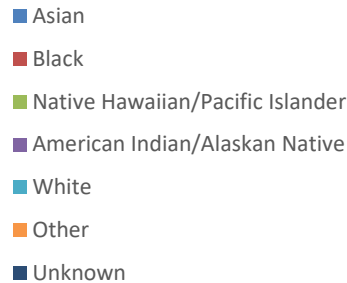 Asian
Black
Native Hawaiian/Pacific Islander
American Indian/Alaskan Native
White
Other
Unknown